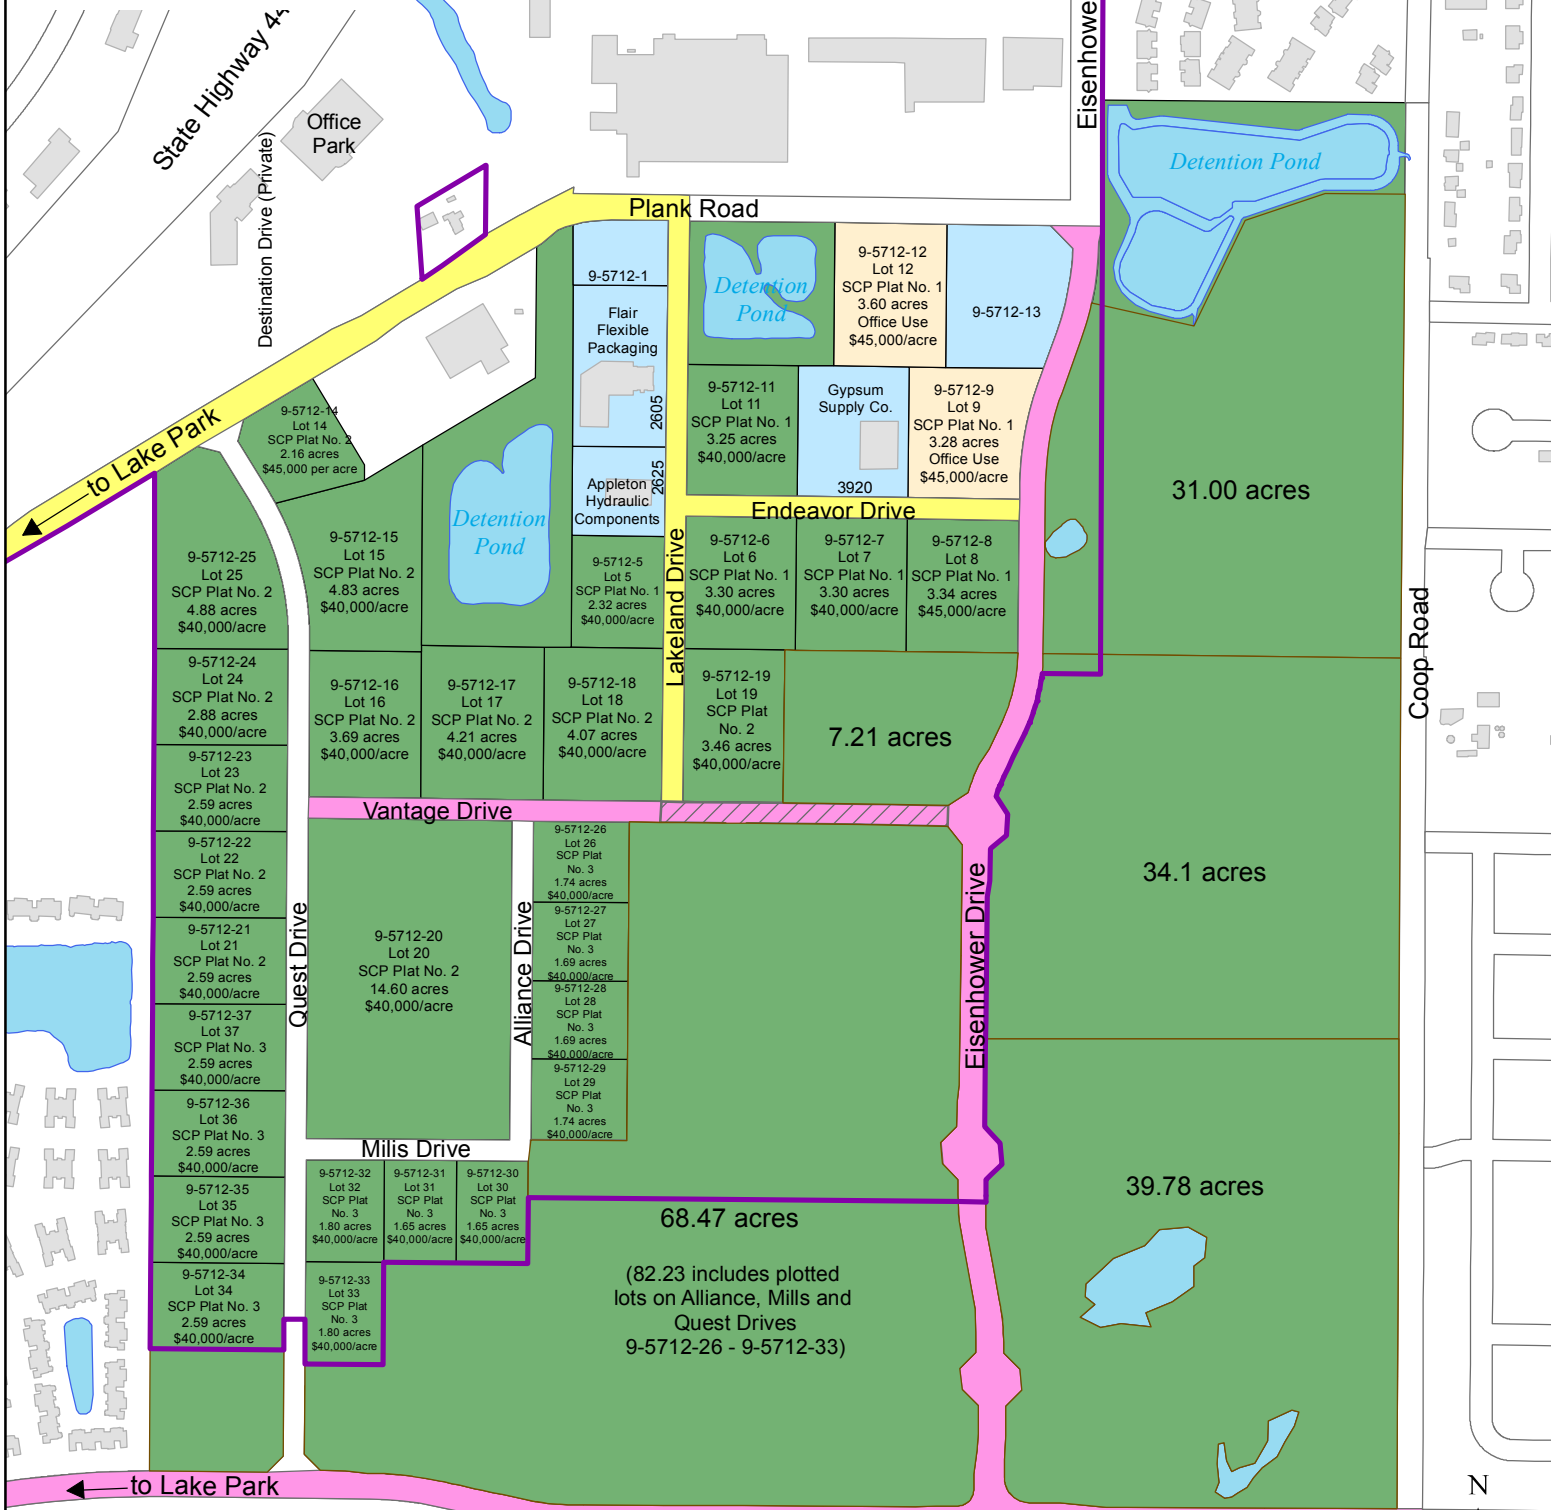 State Highway 44
Office
Park
Destination Drive (Private)
Eisenhowe
Detention Pond
Plank Road
9-5712-1
Flair
Flexible
Packaging
2605
Detention
Pond
9-5712-12
Lot 12
SCP Plat No. 1
3.60 acres
Office Use
$45,000/acre
9-5712-13
9-5712-14
Lot 14
SCP Plat No. 2
2.16 acres
$45,000 per acre
to Lake Park
9-5712-11
Lot 11
SCP Plat No. 1
3.25 acres
$40,000/acre
Gypsum
Supply Co.
3920
9-5712-9
Lot 9
SCP Plat No. 1
3.28 acres
Office Use
$45,000/acre
Appleton
Hydraulic
Components
2625
Detention
Pond
Endeavor Drive
31.00 acres
9-5712-25
Lot 25
SCP Plat No. 2
4.88 acres
$40,000/acre
9-5712-15
Lot 15
SCP Plat No. 2
4.83 acres
$40,000/acre
9-5712-5
Lot 5
SCP Plat No. 1
2.32 acres
$40,000/acre
Lakeland Drive
9-5712-6
Lot 6
SCP Plat No. 1
3.30 acres
$40,000/acre
9-5712-7
Lot 7
SCP Plat No. 1
3.30 acres
$40,000/acre
9-5712-8
Lot 8
SCP Plat No. 1
3.34 acres
$45,000/acre
Coop Road
9-5712-24
Lot 24
SCP Plat No. 2
2.88 acres
$40,000/acre
9-5712-16
Lot 16
SCP Plat No. 2
3.69 acres
$40,000/acre
9-5712-17
Lot 17
SCP Plat No. 2
4.21 acres
$40,000/acre
9-5712-18
Lot 18
SCP Plat No. 2
4.07 acres
$40,000/acre
9-5712-19
Lot 19
SCP Plat
No. 2
3.46 acres
$40,000/acre
7.21 acres
9-5712-23
Lot 23
SCP Plat No. 2
2.59 acres
$40,000/acre
Vantage Drive
9-5712-22
Lot 22
SCP Plat No. 2
2.59 acres
$40,000/acre
9-5712-26
Lot 26
SCP Plat
No. 3
1.74 acres
$40,000/acre
34.1 acres
Eisenhower Drive
9-5712-21
Lot 21
SCP Plat No. 2
2.59 acres
$40,000/acre
Quest Drive
9-5712-20
Lot 20
SCP Plat No. 2
14.60 acres
$40,000/acre
Alliance Drive
9-5712-27
Lot 27
SCP Plat
No. 3
1.69 acres
$40,000/acre
9-5712-28
Lot 28
SCP Plat
No. 3
1.69 acres
$40,000/acre
9-5712-37
Lot 37
SCP Plat No. 3
2.59 acres
$40,000/acre
9-5712-29
Lot 29
SCP Plat
No. 3
1.74 acres
$40,000/acre
9-5712-36
Lot 36
SCP Plat No. 3
2.59 acres
$40,000/acre
Milis Drive
9-5712-32
Lot 32
SCP Plat
No. 3
1.80 acres
$40,000/acre
9-5712-31
Lot 31
SCP Plat
No. 3
1.65 acres
$40,000/acre
9-5712-30
Lot 30
SCP Plat
No. 3
1.65 acres
$40,000/acre
39.78 acres
9-5712-35
Lot 35
SCP Plat No. 3
2.59 acres
$40,000/acre
68.47 acres
(82.23 includes plotted
lots on Alliance, Mills and
Quest Drives
9-5712-26 - 9-5712-33)
9-5712-34
Lot 34
SCP Plat No. 3
2.59 acres
$40,000/acre
9-5712-33
Lot 33
SCP Plat
No. 3
1.80 acres
$40,000/acre
to Lake Park
N